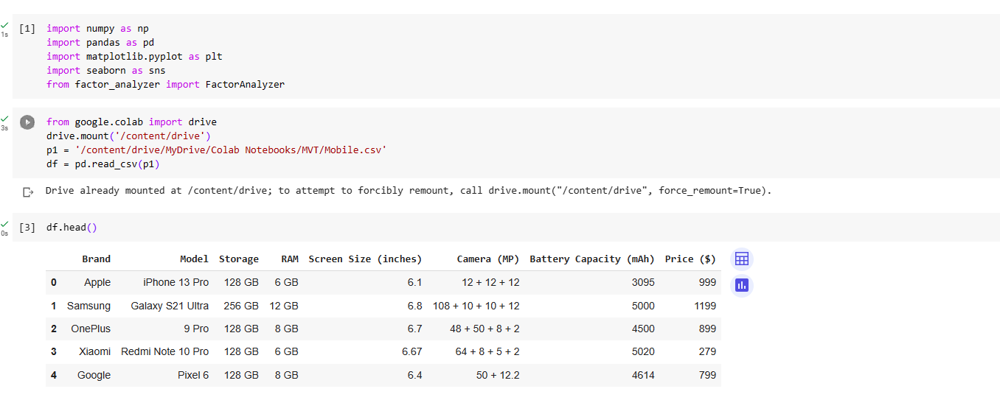 [1] import numpy as np
1s import pandas as pd
import matplotlib.pyplot as plt
import seaborn as sns
from factor_analyzer import FactorAnalyzer
from google.colab import drive
3s drive.mount('/content/drive')
p1 = '/content/drive/MyDrive/Colab Notebooks/MVT/Mobile.csv'
df = pd.read_csv(p1)
Drive already mounted at /content/drive; to attempt to forcibly remount, call drive.mount("/content/drive", force_remount=True).
[3] df.head()
0s
Brand Model Storage RAM Screen Size (inches) Camera (MP) Battery Capacity (mAh) Price ($)
0 Apple iPhone 13 Pro 128 GB 6 GB 6.1 12 + 12 + 12 3095 999
1 Samsung Galaxy S21 Ultra 256 GB 12 GB 6.8 108 + 10 + 10 + 12 5000 1199
2 OnePlus 9 Pro 128 GB 8 GB 6.7 48 + 50 + 8 + 2 4500 899
3 Xiaomi Redmi Note 10 Pro 128 GB 6 GB 6.67 64 + 8 + 5 + 2 5020 279
4 Google Pixel 6 128 GB 8 GB 6.4 50 + 12.2 4614 799